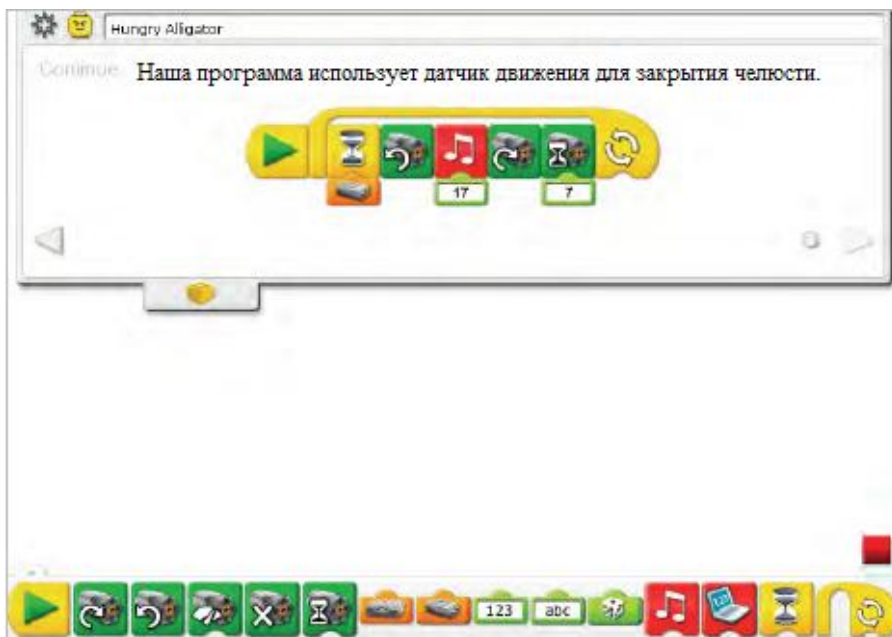 Hungry Alligator
Continue Наша программа использует датчик движения для закрытия челюсти.
17 7
123 abc